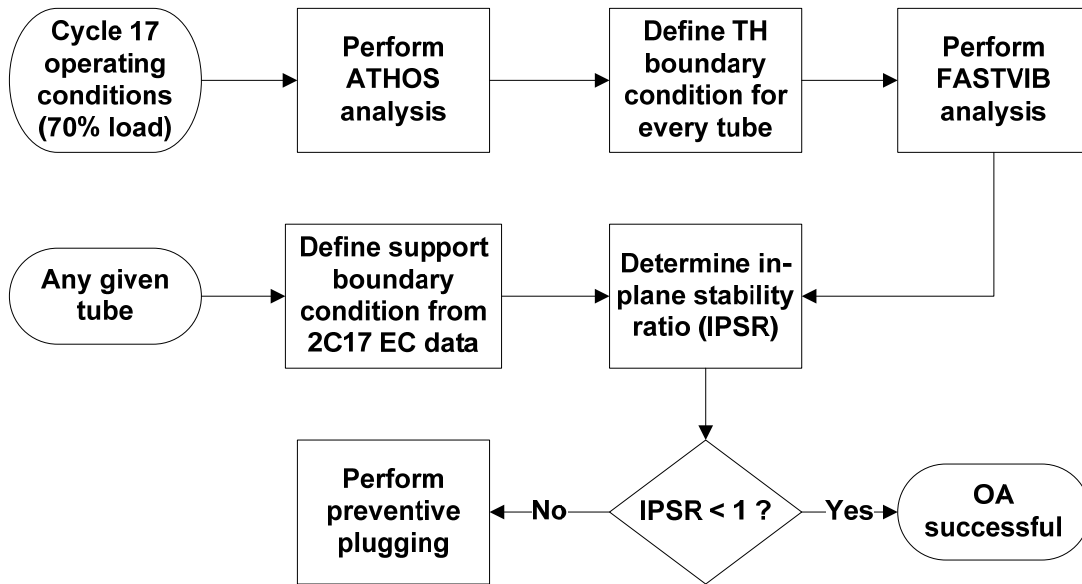 Cycle 17
operating
conditions
(70% load)
Perform
ATHOS
analysis
Define TH
boundary
condition for
every tube
Perform
FASTVIB
analysis
Any given
tube
Define support
boundary
condition from
2C17 EC data
Determine in-
plane stability
ratio (IPSR)
Perform
preventive
plugging
No
IPSR < 1 ?
Yes
OA
successful